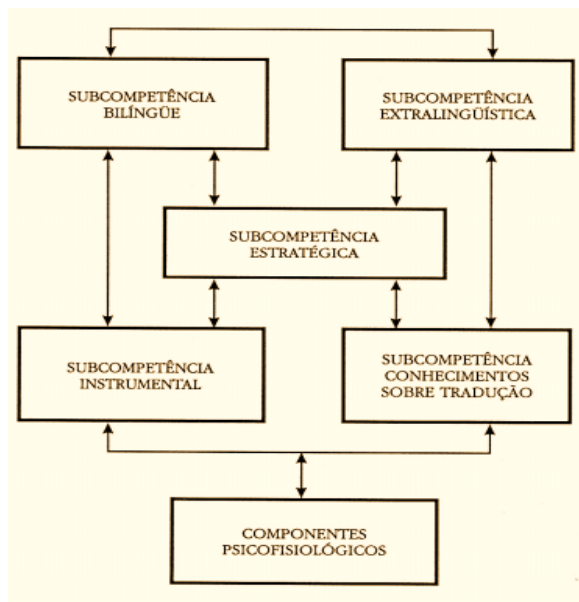 SUBCOMPETÊNCIA
BILÍNGÜE
SUBCOMPETÊNCIA
EXTRALINGÜÍSTICA
SUBCOMPETÊNCIA
ESTRATÉGICA
SUBCOMPETÊNCIA
INSTRUMENTAL
SUBCOMPETÊNCIA
CONHECIMENTOS
SOBRE TRADUÇÃO
COMPONENTES
PSICOFISIOLÓGICOS